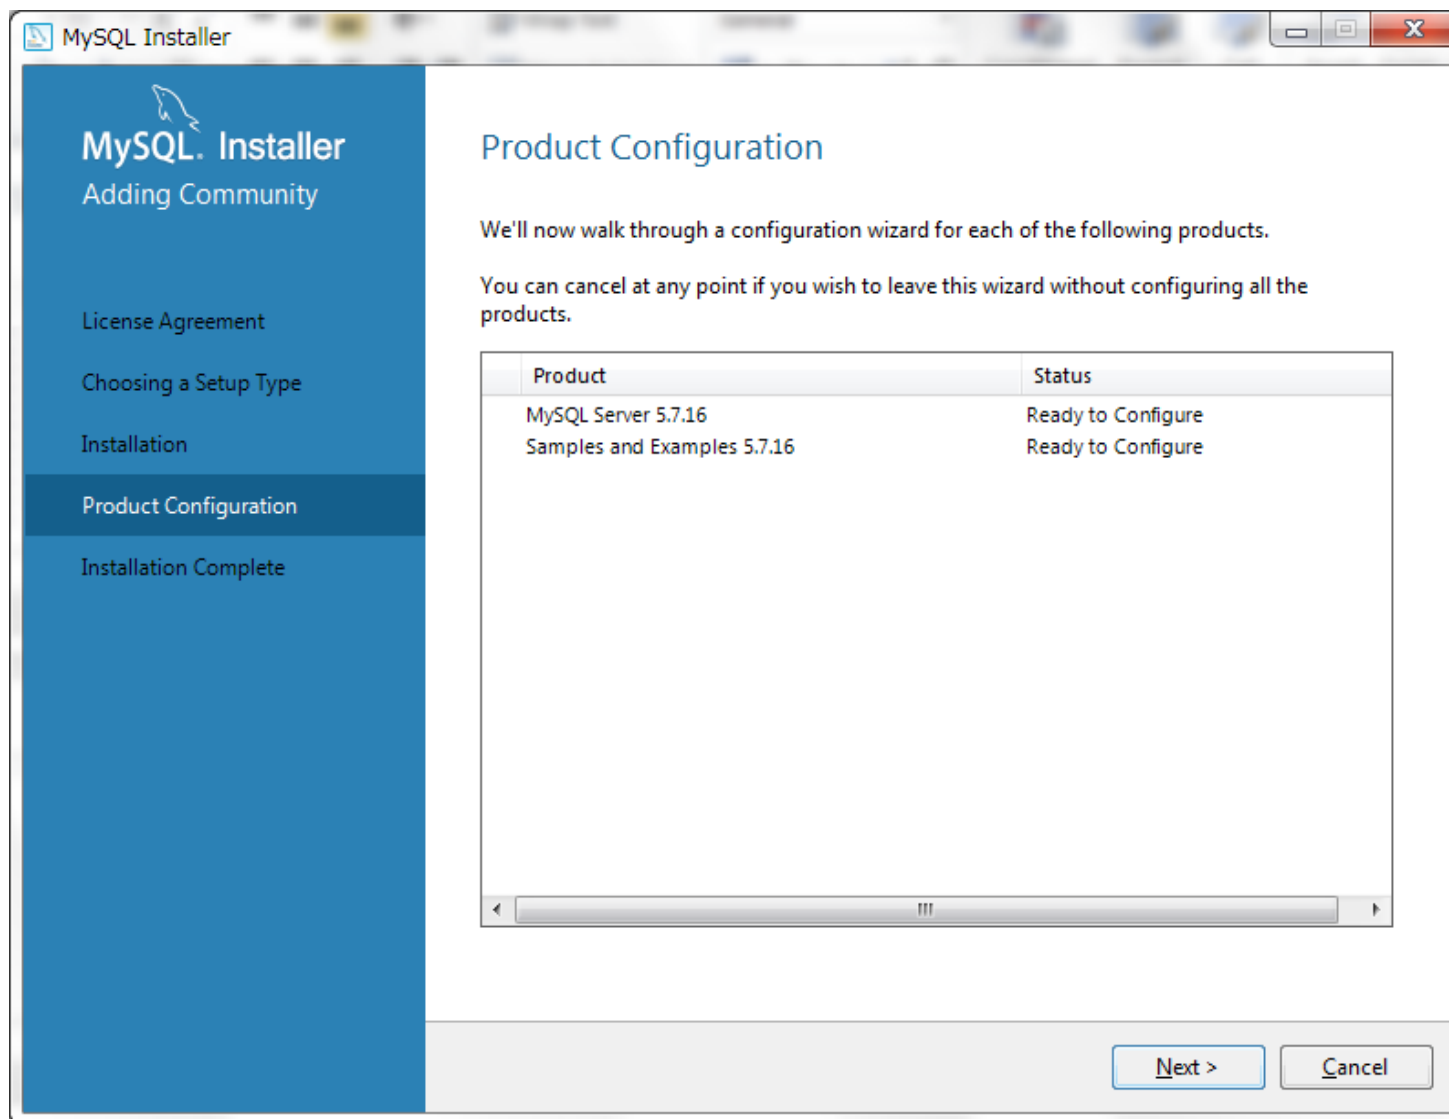 MySQL Installer
MySQL. Installer
Adding Community
License Agreement
Choosing a Setup Type
Installation
Product Configuration
Installation Complete
Product Configuration
We'll now walk through a configuration wizard for each of the following products.
You can cancel at any point if you wish to leave this wizard without configuring all the
products.
Product Status
MySQL Server 5.7.16 Ready to Configure
Samples and Examples 5.7.16 Ready to Configure
Next > Cancel